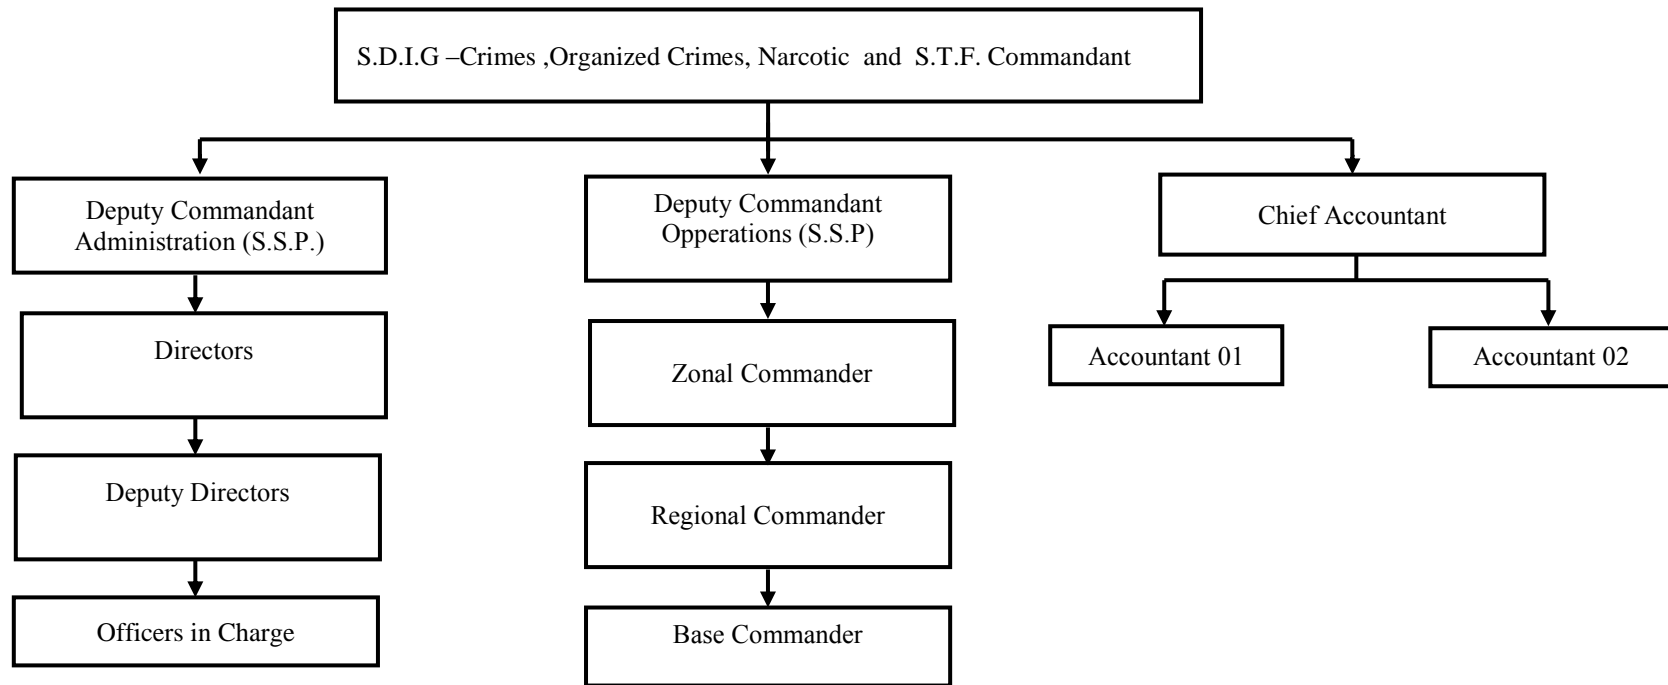 S.D.I.G –Crimes ,Organized Crimes, Narcotic and S.T.F. Commandant
Deputy Commandant
Administration (S.S.P.)
Deputy Commandant
Opperations (S.S.P)
Chief Accountant
Directors
Zonal Commander
Accountant 01
Accountant 02
Deputy Directors
Regional Commander
Officers in Charge
Base Commander